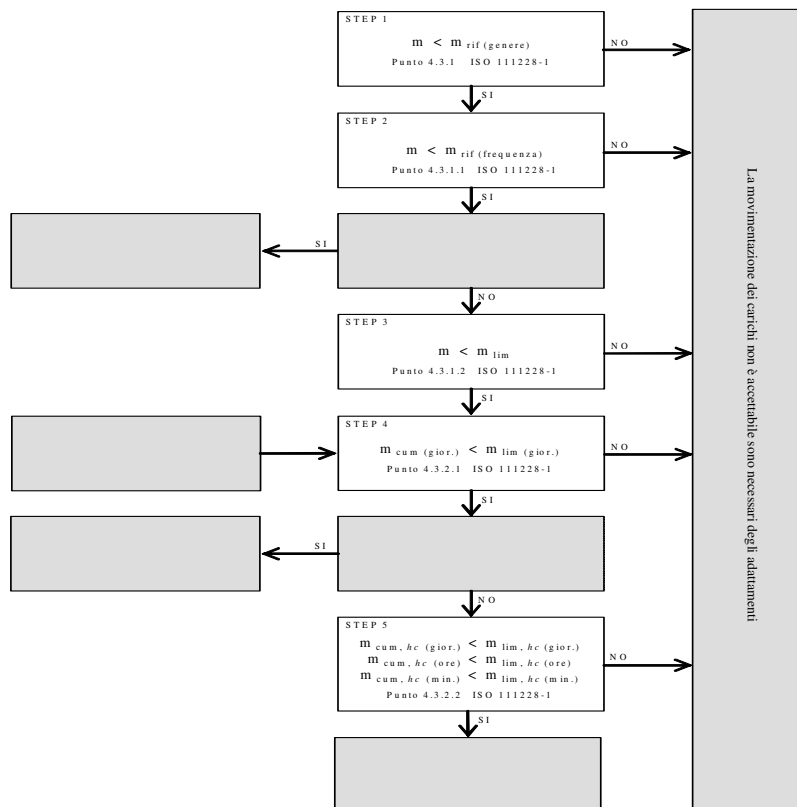 STEP 1
m < m rif (genere)
Punto 4.3.1 ISO 111228-1
NO
SI
STEP 2
m < m rif (frequenza)
Punto 4.3.1.1 ISO 111228-1
NO
SI
SI
NO
STEP 3
m < m lim
Punto 4.3.1.2 ISO 111228-1
NO
SI
STEP 4
m cum (gior.) < m lim (gior.)
Punto 4.3.2.1 ISO 111228-1
NO
SI
SI
NO
STEP 5
m cum, hc (gior.) < m lim, hc (gior.)
m cum, hc (ore) < m lim, hc (ore)
m cum, hc (min.) < m lim, hc (min.)
Punto 4.3.2.2 ISO 111228-1
NO
SI
La movimentazione dei carichi non è accettabile sono necessari degli adattamenti